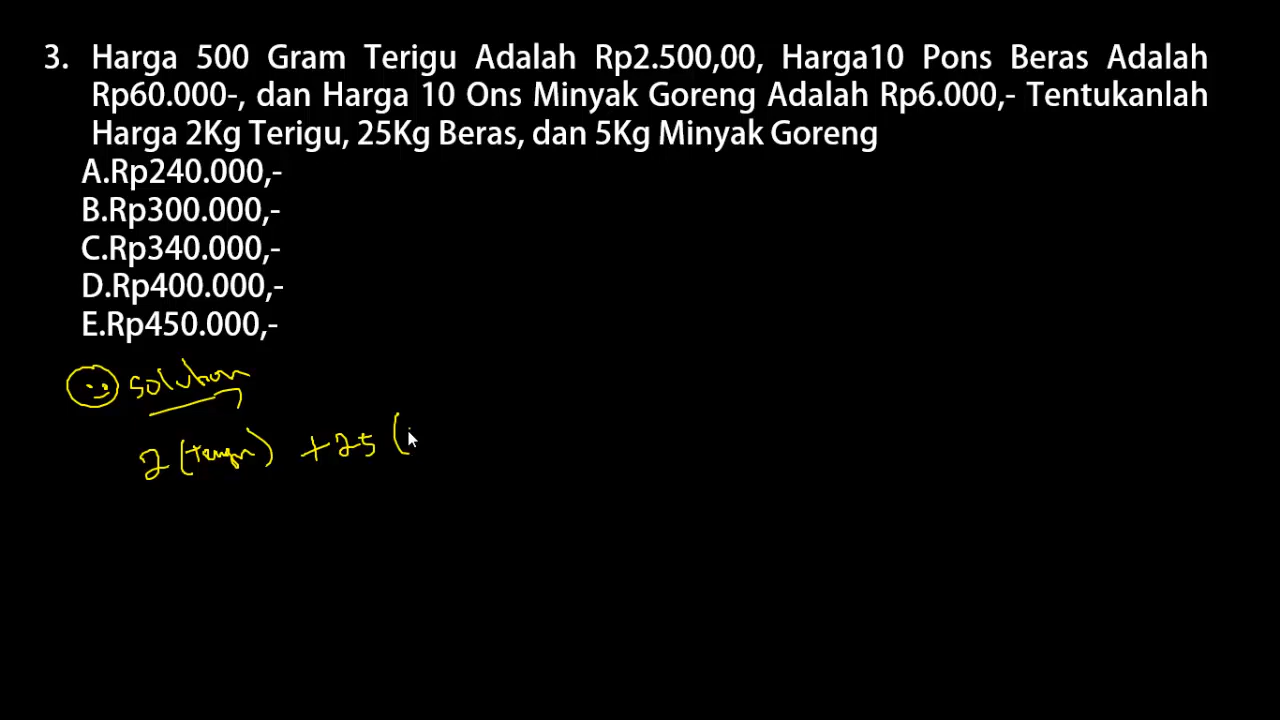 3. Harga 500 Gram Terigu Adalah Rp2.500,00, Harga10 Pons Beras Adalah
Rp60.000-, dan Harga 10 Ons Minyak Goreng Adalah Rp6.000,- Tentukanlah
Harga 2Kg Terigu, 25Kg Beras, dan 5Kg Minyak Goreng
A.Rp240.000,-
B.Rp300.000,-
C.Rp340.000,-
D.Rp400.000,-
E.Rp450.000,-
solution
2 ( ) + 25 (